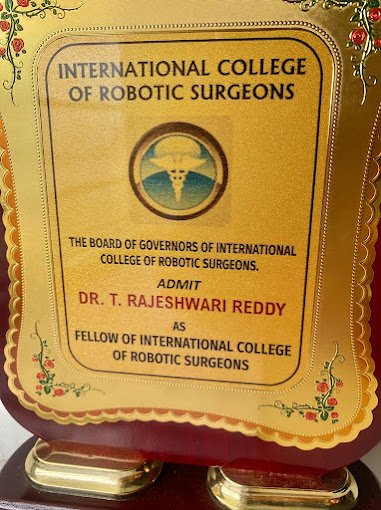 INTERNATIONAL COLLEGE
OF ROBOTIC SURGEONS
THE BOARD OF GOVERNORS OF INTERNATIONAL
COLLEGE OF ROBOTIC SURGEONS.
ADMIT
DR. T. RAJESHWARI REDDY
AS
FELLOW OF INTERNATIONAL COLLEGE
OF ROBOTIC SURGEONS